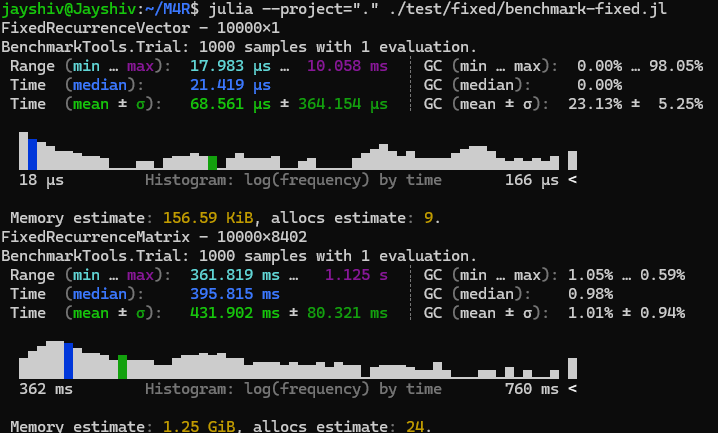 jayshiv@Jayshiv:~/M4R$ julia --project="." ./test/fixed/benchmark-fixed.jl
FixedRecurrenceVector - 10000×1
BenchmarkTools.Trial: 1000 samples with 1 evaluation.
Range (min … max): 17.983 μs … 10.058 ms ┊ GC (min … max): 0.00% … 98.05%
Time (median): 21.419 μs ┊ GC (median): 0.00%
Time (mean ± σ): 68.561 μs ± 364.154 μs ┊ GC (mean ± σ): 23.13% ± 5.25%
18 μs Histogram: log(frequency) by time 166 μs <
Memory estimate: 156.59 KiB, allocs estimate: 9.
FixedRecurrenceMatrix - 10000×8402
BenchmarkTools.Trial: 1000 samples with 1 evaluation.
Range (min … max): 361.819 ms … 1.125 s ┊ GC (min … max): 1.05% … 0.59%
Time (median): 395.815 ms ┊ GC (median): 0.98%
Time (mean ± σ): 431.902 ms ± 80.321 ms ┊ GC (mean ± σ): 1.01% ± 0.94%
362 ms Histogram: log(frequency) by time 760 ms <
Memory estimate: 1.25 GiB, allocs estimate: 24.